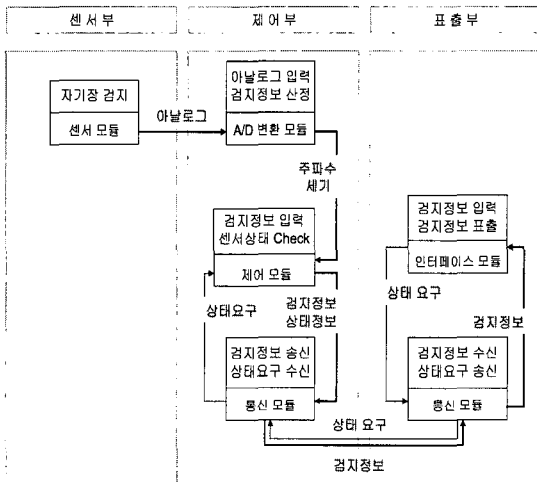 센 서 부
제 어 부
표 출 부
자기장 검지
센서 모듈
아날로그
아날로그 입력
검지정보 산정
A/D 변환 모듈
주파수
세기
검지정보 입력
센서상태 Check
제어 모듈
상태요구
검지정보
상태정보
검지정보 송신
상태요구 수신
통신 모듈
검지정보 입력
검지정보 표출
인터페이스 모듈
상태 요구
검지정보
검지정보 수신
상태요구 송신
통신 모듈
상태 요구
검지정보